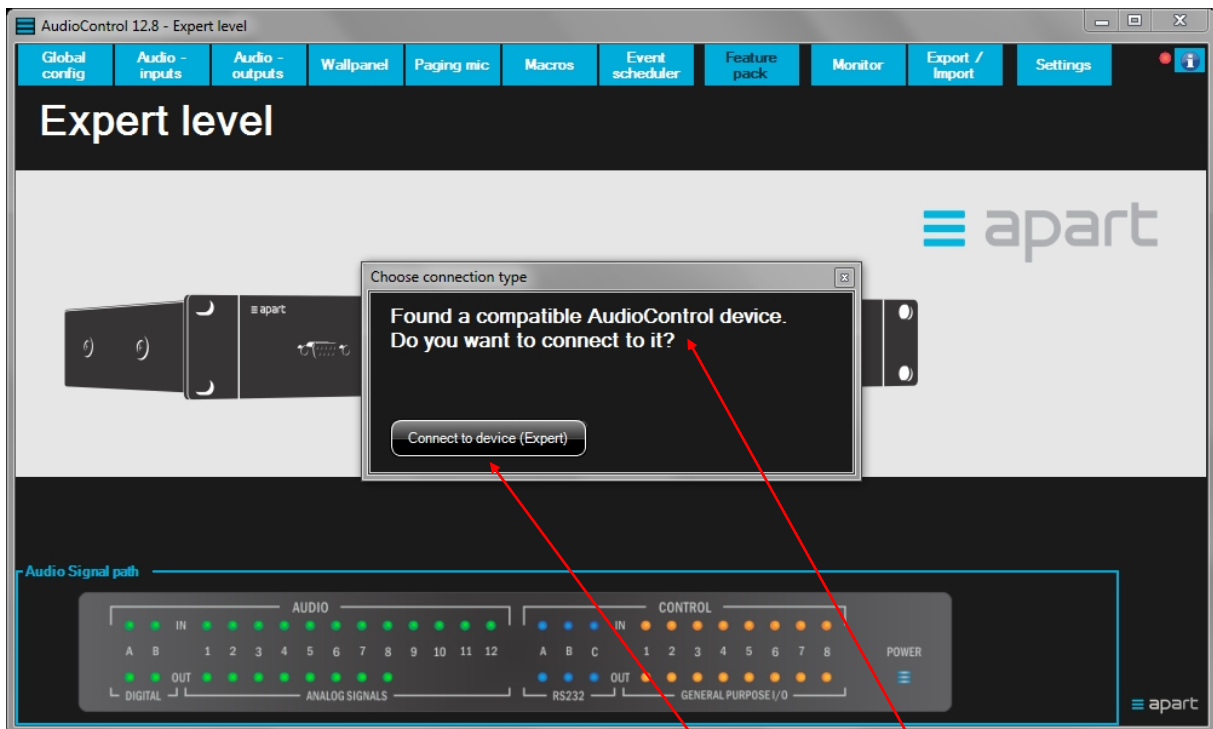 AudioControl 12.8 - Expert level
Global config
Audio - inputs
Audio - outputs
Wallpanel
Paging mic
Macros
Event scheduler
Feature pack
Monitor
Export / Import
Settings
Expert level
apart
apart
Choose connection type
Found a compatible AudioControl device.
Do you want to connect to it?
Connect to device (Expert)
Audio Signal path
AUDIO
CONTROL
IN
IN
A B 1 2 3 4 5 6 7 8 9 10 11 12 A B C 1 2 3 4 5 6 7 8 POWER
OUT
OUT
DIGITAL
ANALOG SIGNALS
RS232
GENERAL PURPOSE I/O
apart